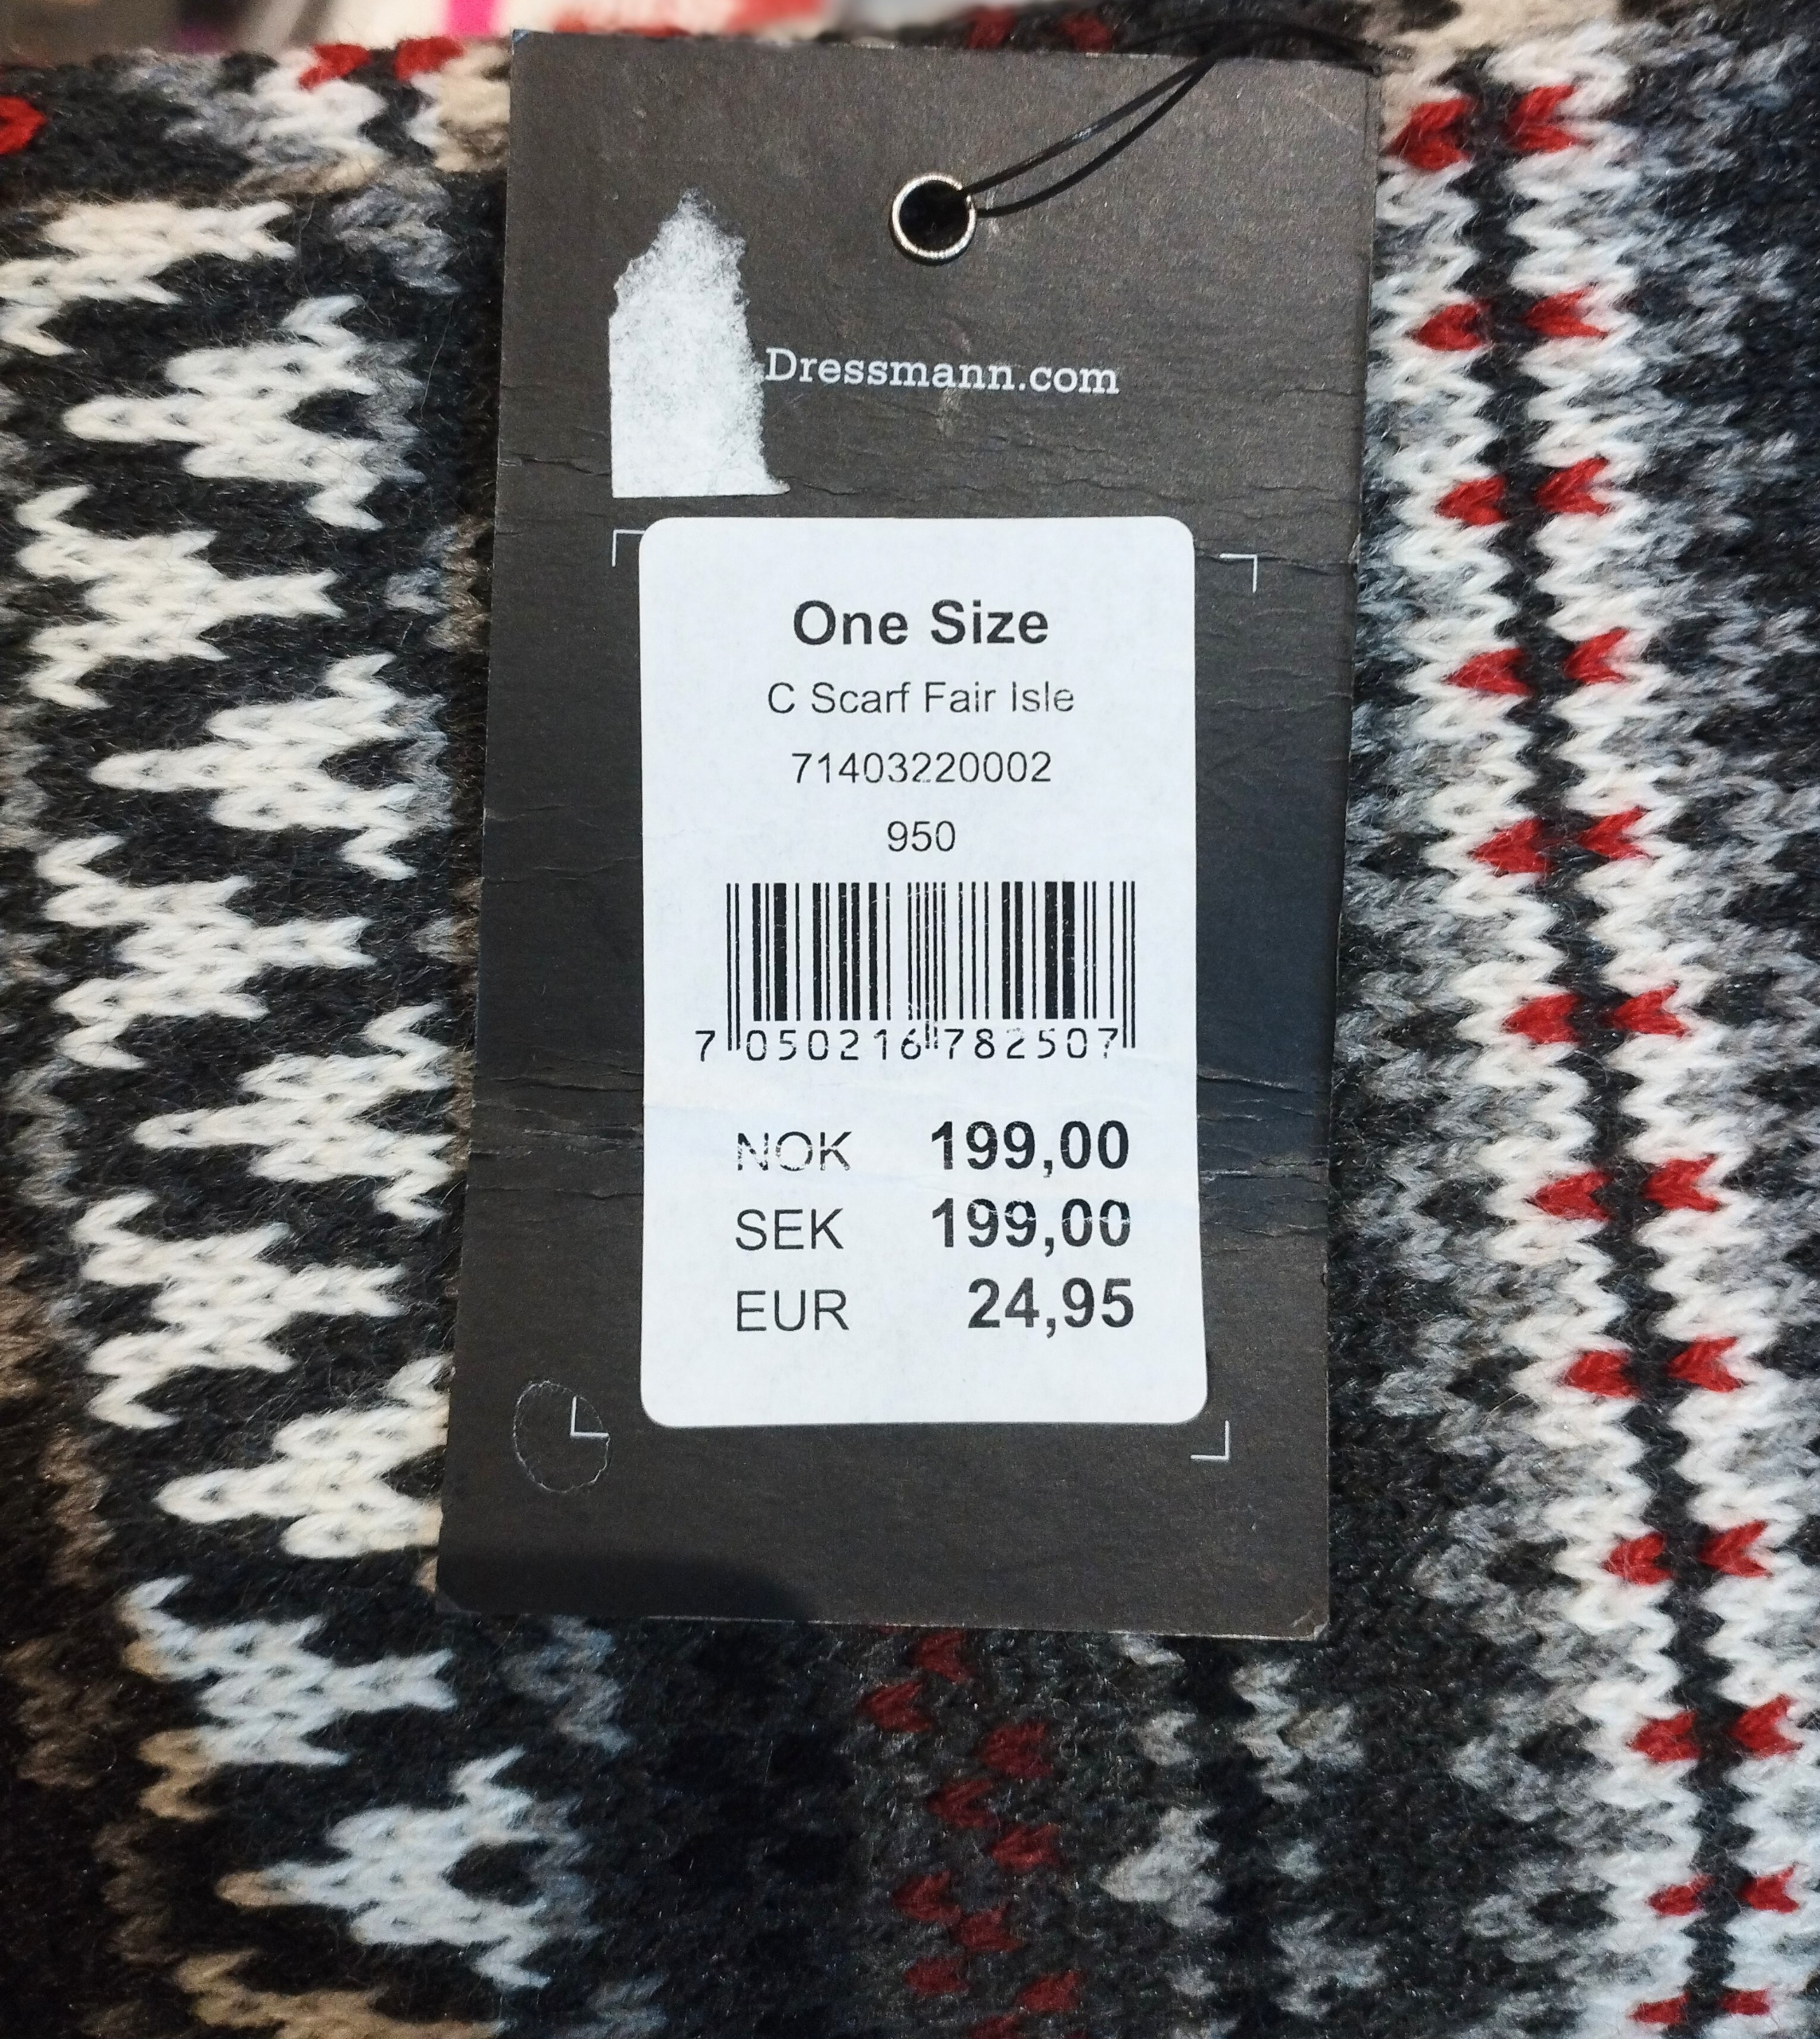 Dressmann.com
One Size
C Scarf Fair Isle
71403220002
950
7 050216 782507
NOK 199,00
SEK 199,00
EUR 24,95